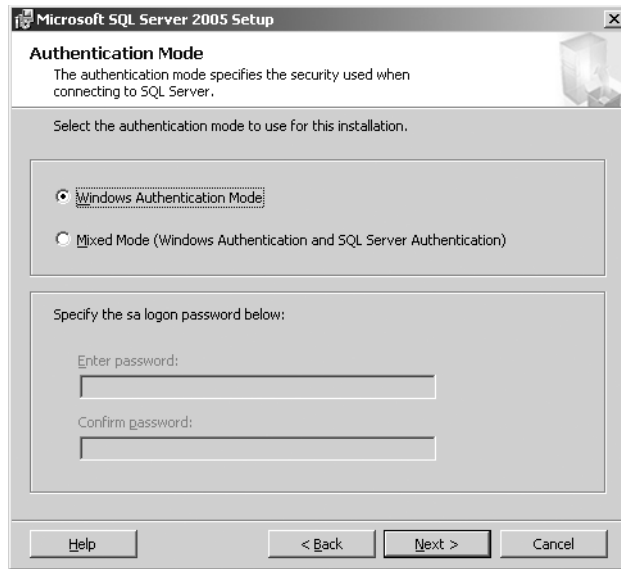 Microsoft SQL Server 2005 Setup
Authentication Mode
The authentication mode specifies the security used when
connecting to SQL Server.
Select the authentication mode to use for this installation.
Windows Authentication Mode
Mixed Mode (Windows Authentication and SQL Server Authentication)
Specify the sa logon password below:
Enter password:
Confirm password:
Help
< Back
Next >
Cancel